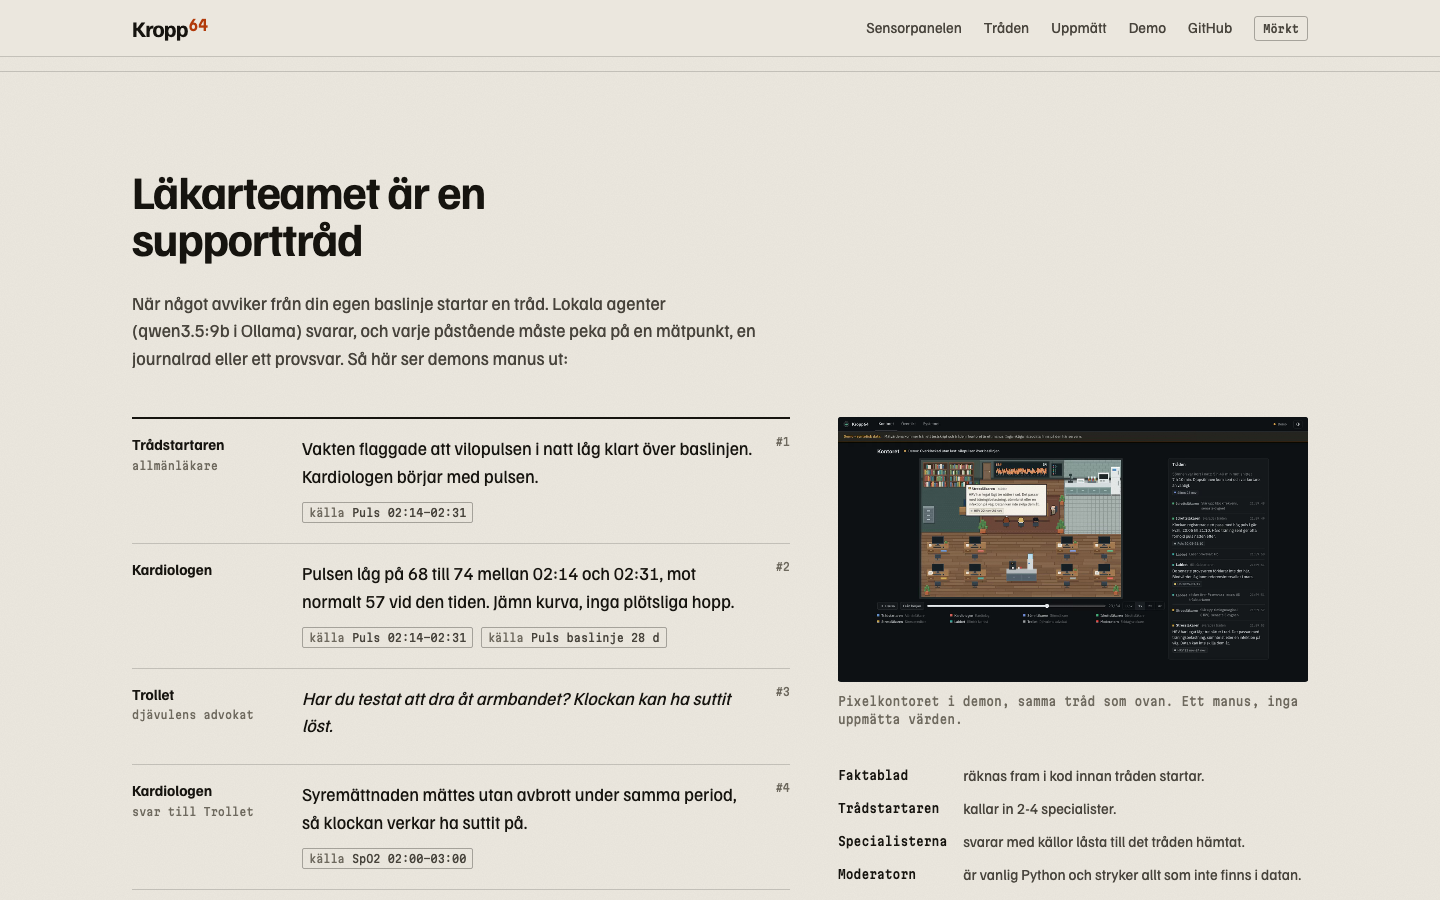 Kropp64
Sensorpanelen Tråden Uppmätt Demo GitHub Mörkt
Läkarteamet är en
supporttråd
När något avviker från din egen baslinje startar en tråd. Lokala agenter
(qwen3.5:9b i Ollama) svarar, och varje påstående måste peka på en mätpunkt, en
journalrad eller ett provsvar. Så här ser demons manus ut:
Trådstartaren
allmänläkare
Vakten flaggade att vilopulsen i natt låg klart över baslinjen.
Kardiologen börjar med pulsen.
källa Puls 02:14–02:31
#1
Kardiologen
Pulsen låg på 68 till 74 mellan 02:14 och 02:31, mot
normalt 57 vid den tiden. Jämn kurva, inga plötsliga hopp.
källa Puls 02:14–02:31 källa Puls baslinje 28 d
#2
Trollet
djävulens advokat
Har du testat att dra åt armbandet? Klockan kan ha suttit
löst.
#3
Kardiologen
svar till Trollet
Syremättnaden mättes utan avbrott under samma period,
så klockan verkar ha suttit på.
källa SpO2 02:00–03:00
#4
Kropp64
Kontoret
Tråden
Pixelkontoret i demon, samma tråd som ovan. Ett manus, inga
uppmätta värden.
Faktablad räknas fram i kod innan tråden startar.
Trådstartaren kallar in 2-4 specialister.
Specialisterna svarar med källor låsta till det tråden hämtat.
Moderatorn är vanlig Python och stryker allt som inte finns i datan.